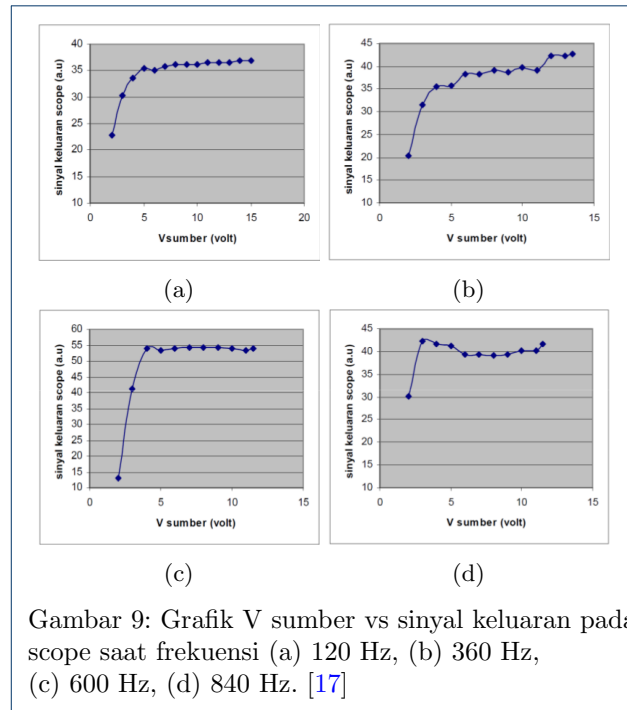 sinyal keluaran scope (a.u)
40
35
30
25
20
15
10
0 5 10 15 20
Vsumber (volt)
(a)
sinyal keluaran scope (a.u)
45
40
35
30
25
20
15
10
0 5 10 15
V sumber (volt)
(b)
sinyal keluaran scope (a.u)
60
55
50
45
40
35
30
25
20
15
10
0 5 10 15
V sumber (volt)
(c)
sinyal keluaran scope (a.u)
45
40
35
30
25
20
15
10
0 5 10 15
V sumber (volt)
(d)
Gambar 9: Grafik V sumber vs sinyal keluaran pada
scope saat frekuensi (a) 120 Hz, (b) 360 Hz,
(c) 600 Hz, (d) 840 Hz. [17]